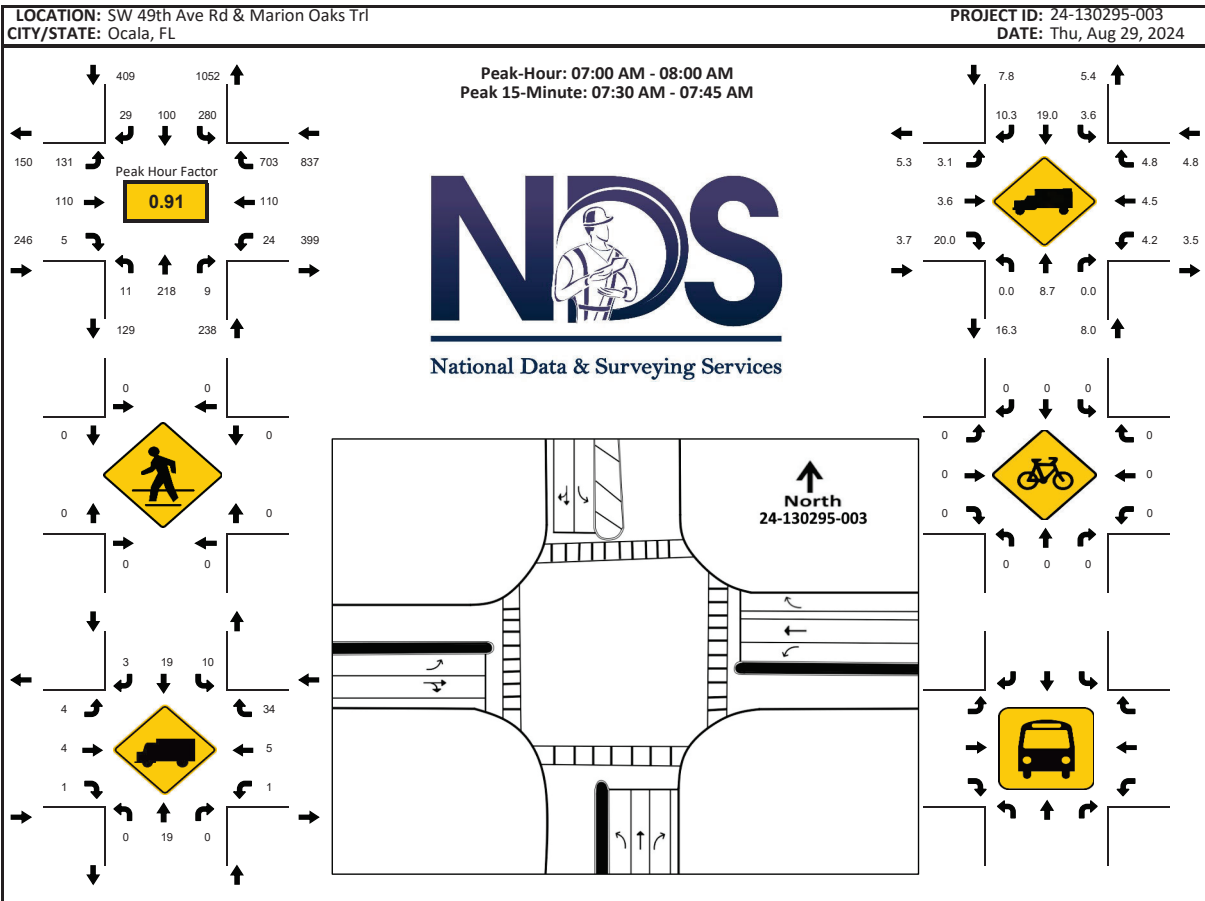 LOCATION: SW 49th Ave Rd & Marion Oaks Trl PROJECT ID: 24-130295-003
CITY/STATE: Ocala, FL DATE: Thu, Aug 29, 2024
Peak-Hour: 07:00 AM - 08:00 AM
Peak 15-Minute: 07:30 AM - 07:45 AM
409 1052
29 100 280
150 131 703 837
Peak Hour Factor
110 0.91 110
246 5 24 399
11 218 9
129 238
7.8 5.4
10.3 19.0 3.6
5.3 3.1 4.8 4.8
3.6 4.5
3.7 20.0 4.2 3.5
0.0 8.7 0.0
16.3 8.0
NDS
National Data & Surveying Services
0 0
0 0
0 0
0 0
0 0 0
0 0
0 0
0 0
0 0 0
North
24-130295-003
3 19 10
4 34
4 5
1 1
0 19 0